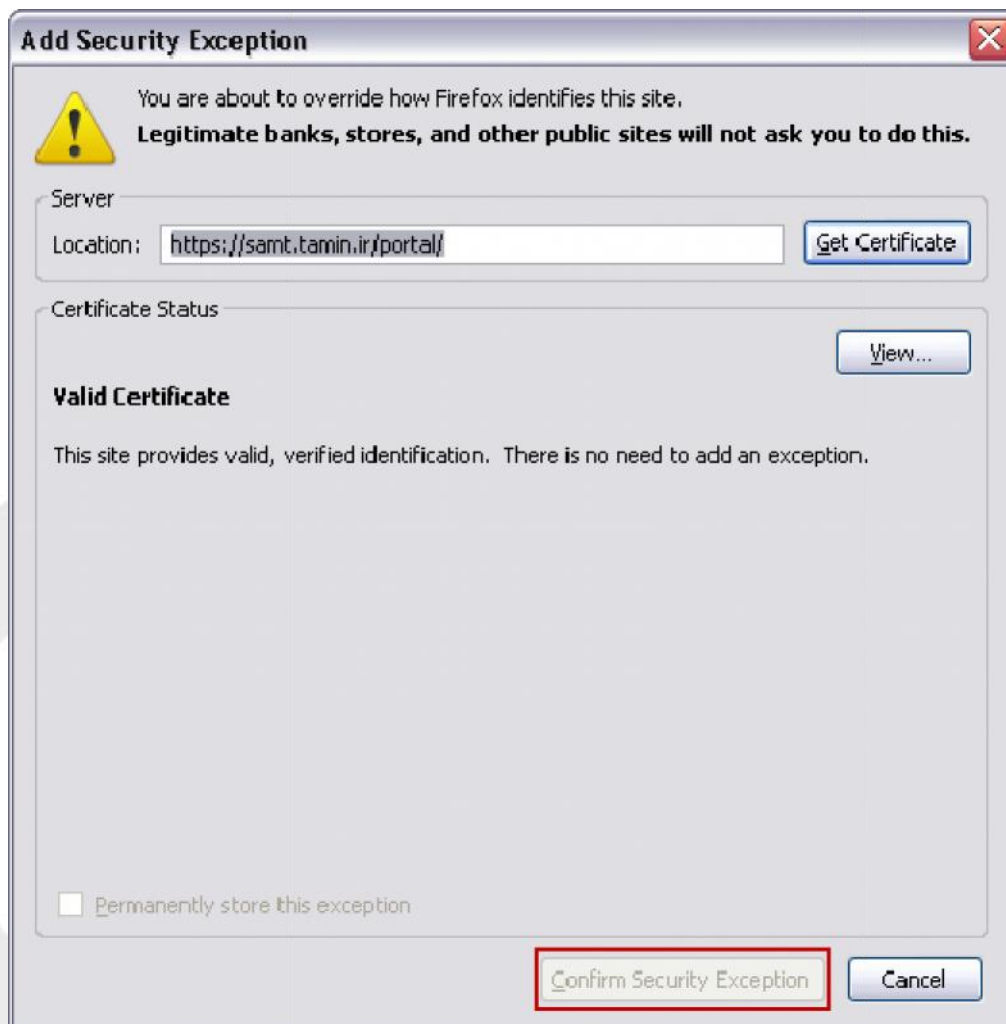 Add Security Exception
You are about to override how Firefox identifies this site.
Legitimate banks, stores, and other public sites will not ask you to do this.
Server
Location: https://samt.tamin.ir/portal/ Get Certificate
Certificate Status
View...
Valid Certificate
This site provides valid, verified identification. There is no need to add an exception.
Permanently store this exception
Confirm Security Exception Cancel